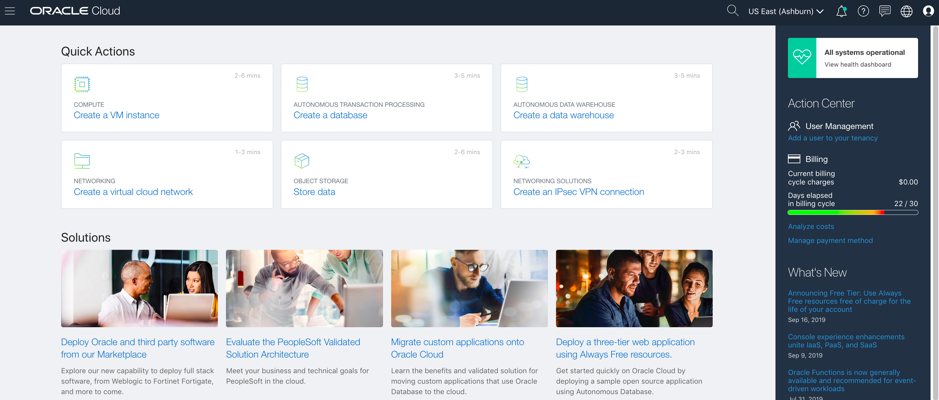 ORACLE Cloud
US East (Ashburn)
Quick Actions
2–6 mins
COMPUTE
Create a VM instance
3–5 mins
AUTONOMOUS TRANSACTION PROCESSING
Create a database
3–5 mins
AUTONOMOUS DATA WAREHOUSE
Create a data warehouse
1–3 mins
NETWORKING
Create a virtual cloud network
2–6 mins
OBJECT STORAGE
Store data
2–3 mins
NETWORKING SOLUTIONS
Create an IPsec VPN connection
Solutions
Deploy Oracle and third party software
from our Marketplace
Explore our new capability to deploy full stack
software, from Weblogic to Fortinet Fortigate,
and more to come.
Evaluate the PeopleSoft Validated
Solution Architecture
Meet your business and technical goals for
PeopleSoft in the cloud.
Migrate custom applications onto
Oracle Cloud
Learn the benefits and validated solution for
moving custom applications that use Oracle
Database to the cloud.
Deploy a three-tier web application
using Always Free resources.
Get started quickly on Oracle Cloud by
deploying a sample open source application
using Autonomous Database.
All systems operational
View health dashboard
Action Center
User Management
Add a user to your tenancy
Billing
Current billing
cycle charges $0.00
Days elapsed
in billing cycle 22 / 30
Analyze costs
Manage payment method
What's New
Announcing Free Tier: Use Always
Free resources free of charge for the
life of your account
Sep 16, 2019
Console experience enhancements
unite IaaS, PaaS, and SaaS
Sep 9, 2019
Oracle Functions is now generally
available and recommended for event-
driven workloads
Jul 31, 2019